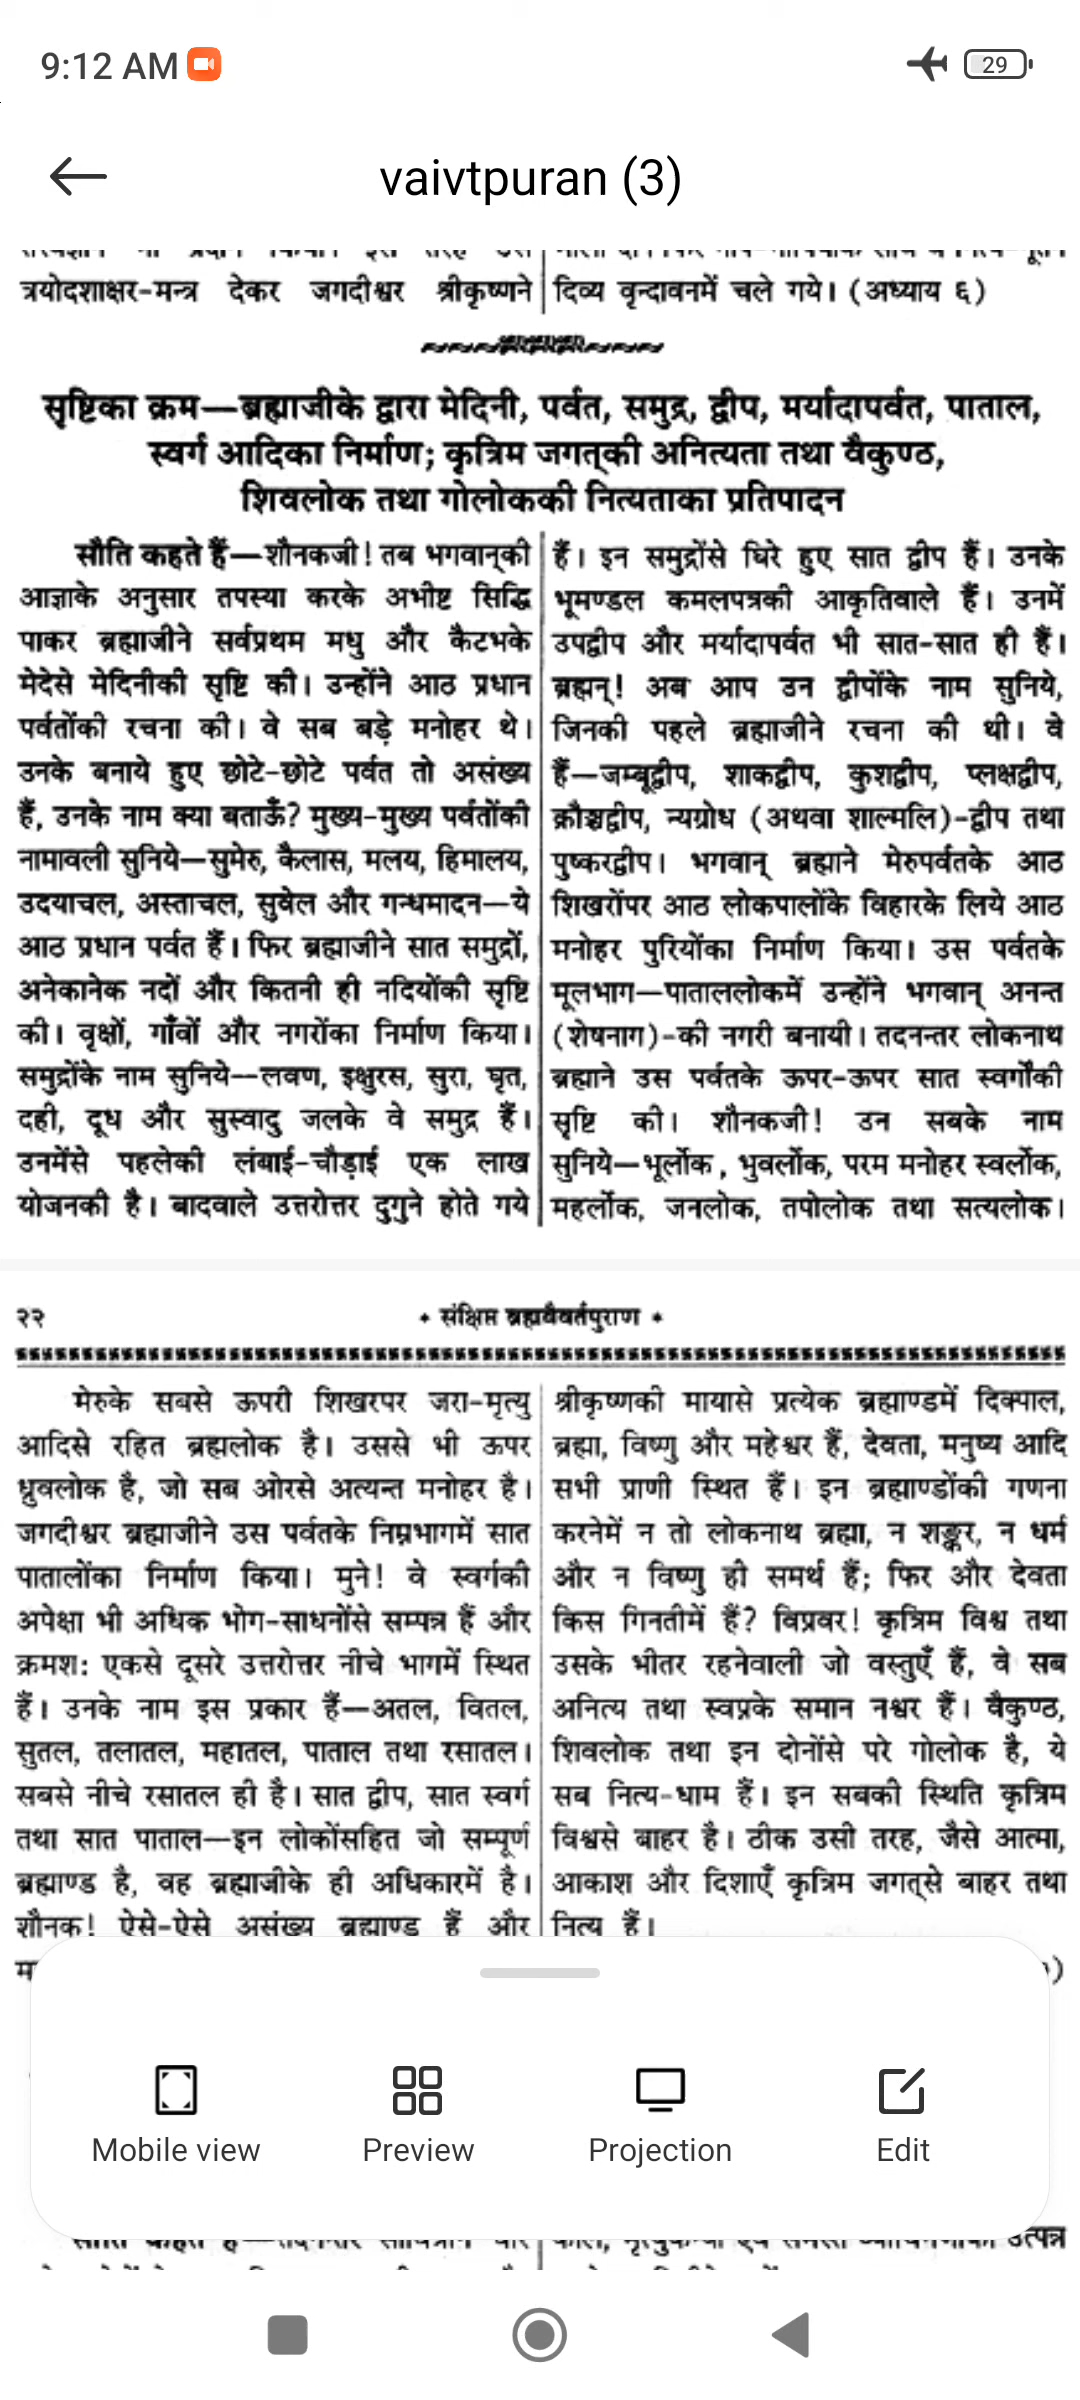 9:12 AM
29
vaivtpuran (3)
त्रयोदशाक्षर-मन्त्र देकर जगदीश्वर श्रीकृष्णने
दिव्य वृन्दावनमें चले गये। (अध्याय ६)
सृष्टिका क्रम—ब्रह्माजीके द्वारा मेदिनी, पर्वत, समुद्र, द्वीप, मर्यादापर्वत, पाताल,
स्वर्ग आदिका निर्माण; कृत्रिम जगत्‌की अनित्यता तथा वैकुण्ठ,
शिवलोक तथा गोलोककी नित्यताका प्रतिपादन
सौति कहते हैं—शौनकजी! तब भगवान्‌की
आज्ञाके अनुसार तपस्या करके अभीष्ट सिद्धि
पाकर ब्रह्माजीने सर्वप्रथम मधु और कैटभके
मेदेसे मेदिनीकी सृष्टि की। उन्होंने आठ प्रधान
पर्वतोंकी रचना की। वे सब बड़े मनोहर थे।
उनके बनाये हुए छोटे-छोटे पर्वत तो असंख्य
हैं, उनके नाम क्या बताऊँ? मुख्य-मुख्य पर्वतोंकी
नामावली सुनिये—सुमेरु, कैलास, मलय, हिमालय,
उदयाचल, अस्ताचल, सुवेल और गन्धमादन—ये
आठ प्रधान पर्वत हैं। फिर ब्रह्माजीने सात समुद्रों,
अनेकानेक नदों और कितनी ही नदियोंकी सृष्टि
की। वृक्षों, गाँवों और नगरोंका निर्माण किया।
समुद्रोंके नाम सुनिये—लवण, इक्षुरस, सुरा, घृत,
दही, दूध और सुस्वादु जलके वे समुद्र हैं।
उनमेंसे पहलेकी लंबाई-चौड़ाई एक लाख
योजनकी है। बादवाले उत्तरोत्तर दुगुने होते गये
हैं। इन समुद्रोंसे घिरे हुए सात द्वीप हैं। उनके
भूमण्डल कमलपत्रकी आकृतिवाले हैं। उनमें
उपद्वीप और मर्यादापर्वत भी सात-सात ही हैं।
ब्रह्मन्! अब आप उन द्वीपोंके नाम सुनिये,
जिनकी पहले ब्रह्माजीने रचना की थी। वे
हैं—जम्बूद्वीप, शाकद्वीप, कुशद्वीप, प्लक्षद्वीप,
क्रौञ्चद्वीप, न्यग्रोध (अथवा शाल्मलि)-द्वीप तथा
पुष्करद्वीप। भगवान् ब्रह्माने मेरुपर्वतके आठ
शिखरोंपर आठ लोकपालोंके विहारके लिये आठ
मनोहर पुरियोंका निर्माण किया। उस पर्वतके
मूलभाग—पाताललोकमें उन्होंने भगवान् अनन्त
(शेषनाग)-की नगरी बनायी। तदनन्तर लोकनाथ
ब्रह्माने उस पर्वतके ऊपर-ऊपर सात स्वर्गोंकी
सृष्टि की। शौनकजी! उन सबके नाम
सुनिये—भूर्लोक, भुवर्लोक, परम मनोहर स्वर्लोक,
महर्लोक, जनलोक, तपोलोक तथा सत्यलोक।
२२
* संक्षिप्त ब्रह्मवैवर्तपुराण *
मेरुके सबसे ऊपरी शिखरपर जरा-मृत्यु
आदिसे रहित ब्रह्मलोक है। उससे भी ऊपर
ध्रुवलोक है, जो सब ओरसे अत्यन्त मनोहर है।
जगदीश्वर ब्रह्माजीने उस पर्वतके निम्नभागमें सात
पातालोंका निर्माण किया। मुने! वे स्वर्गकी
अपेक्षा भी अधिक भोग-साधनोंसे सम्पन्न हैं और
क्रमशः एकसे दूसरे उत्तरोत्तर नीचे भागमें स्थित
हैं। उनके नाम इस प्रकार हैं—अतल, वितल,
सुतल, तलातल, महातल, पाताल तथा रसातल।
सबसे नीचे रसातल ही है। सात द्वीप, सात स्वर्ग
तथा सात पाताल—इन लोकोंसहित जो सम्पूर्ण
ब्रह्माण्ड है, वह ब्रह्माजीके ही अधिकारमें है।
शौनक! ऐसे-ऐसे असंख्य ब्रह्माण्ड हैं और
श्रीकृष्णकी मायासे प्रत्येक ब्रह्माण्डमें दिक्पाल,
ब्रह्मा, विष्णु और महेश्वर हैं, देवता, मनुष्य आदि
सभी प्राणी स्थित हैं। इन ब्रह्माण्डोंकी गणना
करनेमें न तो लोकनाथ ब्रह्मा, न शङ्कर, न धर्म
और न विष्णु ही समर्थ हैं; फिर और देवता
किस गिनतीमें हैं? विप्रवर! कृत्रिम विश्व तथा
उसके भीतर रहनेवाली जो वस्तुएँ हैं, वे सब
अनित्य तथा स्वप्नके समान नश्वर हैं। वैकुण्ठ,
शिवलोक तथा इन दोनोंसे परे गोलोक है, ये
सब नित्य-धाम हैं। इन सबकी स्थिति कृत्रिम
विश्वसे बाहर है। ठीक उसी तरह, जैसे आत्मा,
आकाश और दिशाएँ कृत्रिम जगत्‌से बाहर तथा
नित्य हैं।
Mobile view
Preview
Projection
Edit